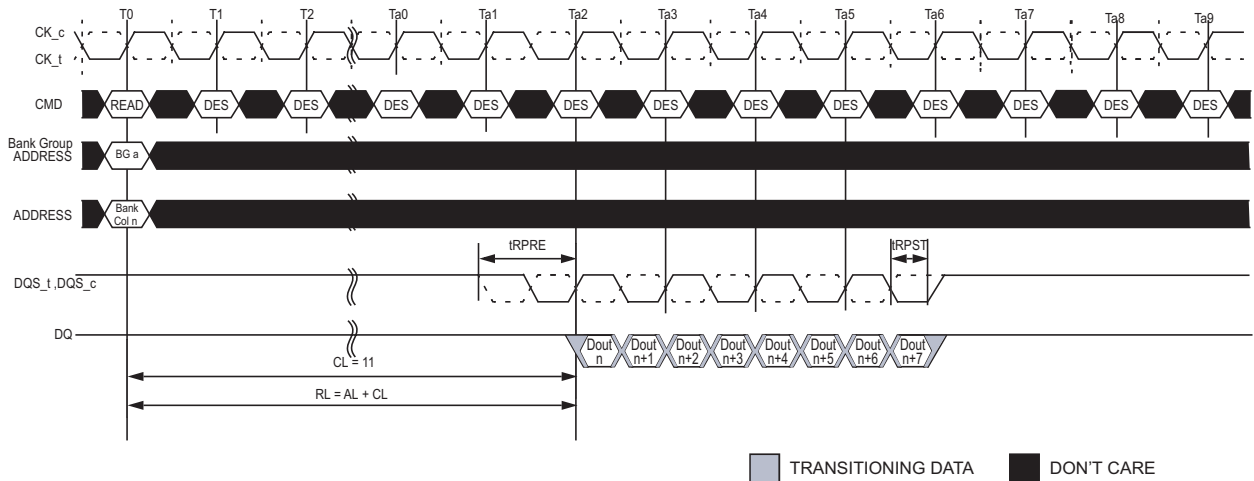 T0 T1 T2 Ta0 Ta1 Ta2 Ta3 Ta4 Ta5 Ta6 Ta7 Ta8 Ta9
CK_c
CK_t
CMD READ DES DES DES DES DES DES DES DES DES DES DES DES
Bank Group
ADDRESS BG a
ADDRESS Bank
Col n
tRPRE tRPST
DQS_t ,DQS_c
DQ Dout Dout Dout Dout Dout Dout Dout Dout
n n+1 n+2 n+3 n+4 n+5 n+6 n+7
CL = 11
RL = AL + CL
TRANSITIONING DATA DON'T CARE